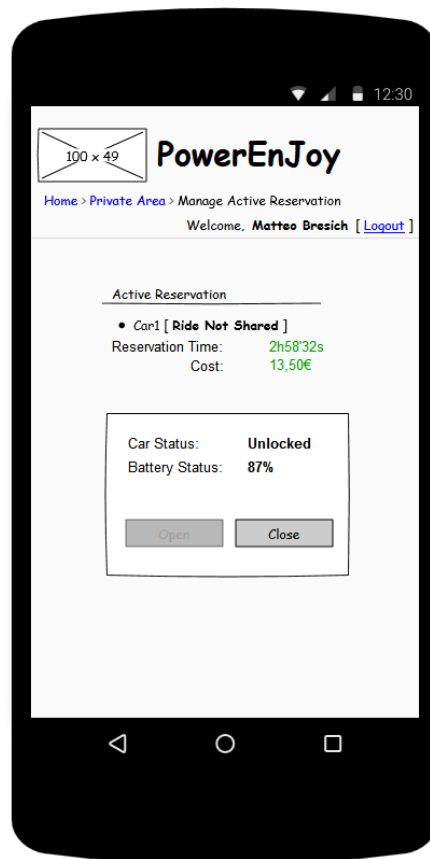 12:30
100 x 49
PowerEnJoy
Home > Private Area > Manage Active Reservation
Welcome, Matteo Bresich [ Logout ]
Active Reservation
• Car1 [ Ride Not Shared ]
Reservation Time: 2h58'32s
Cost: 13,50€
Car Status: Unlocked
Battery Status: 87%
Open Close